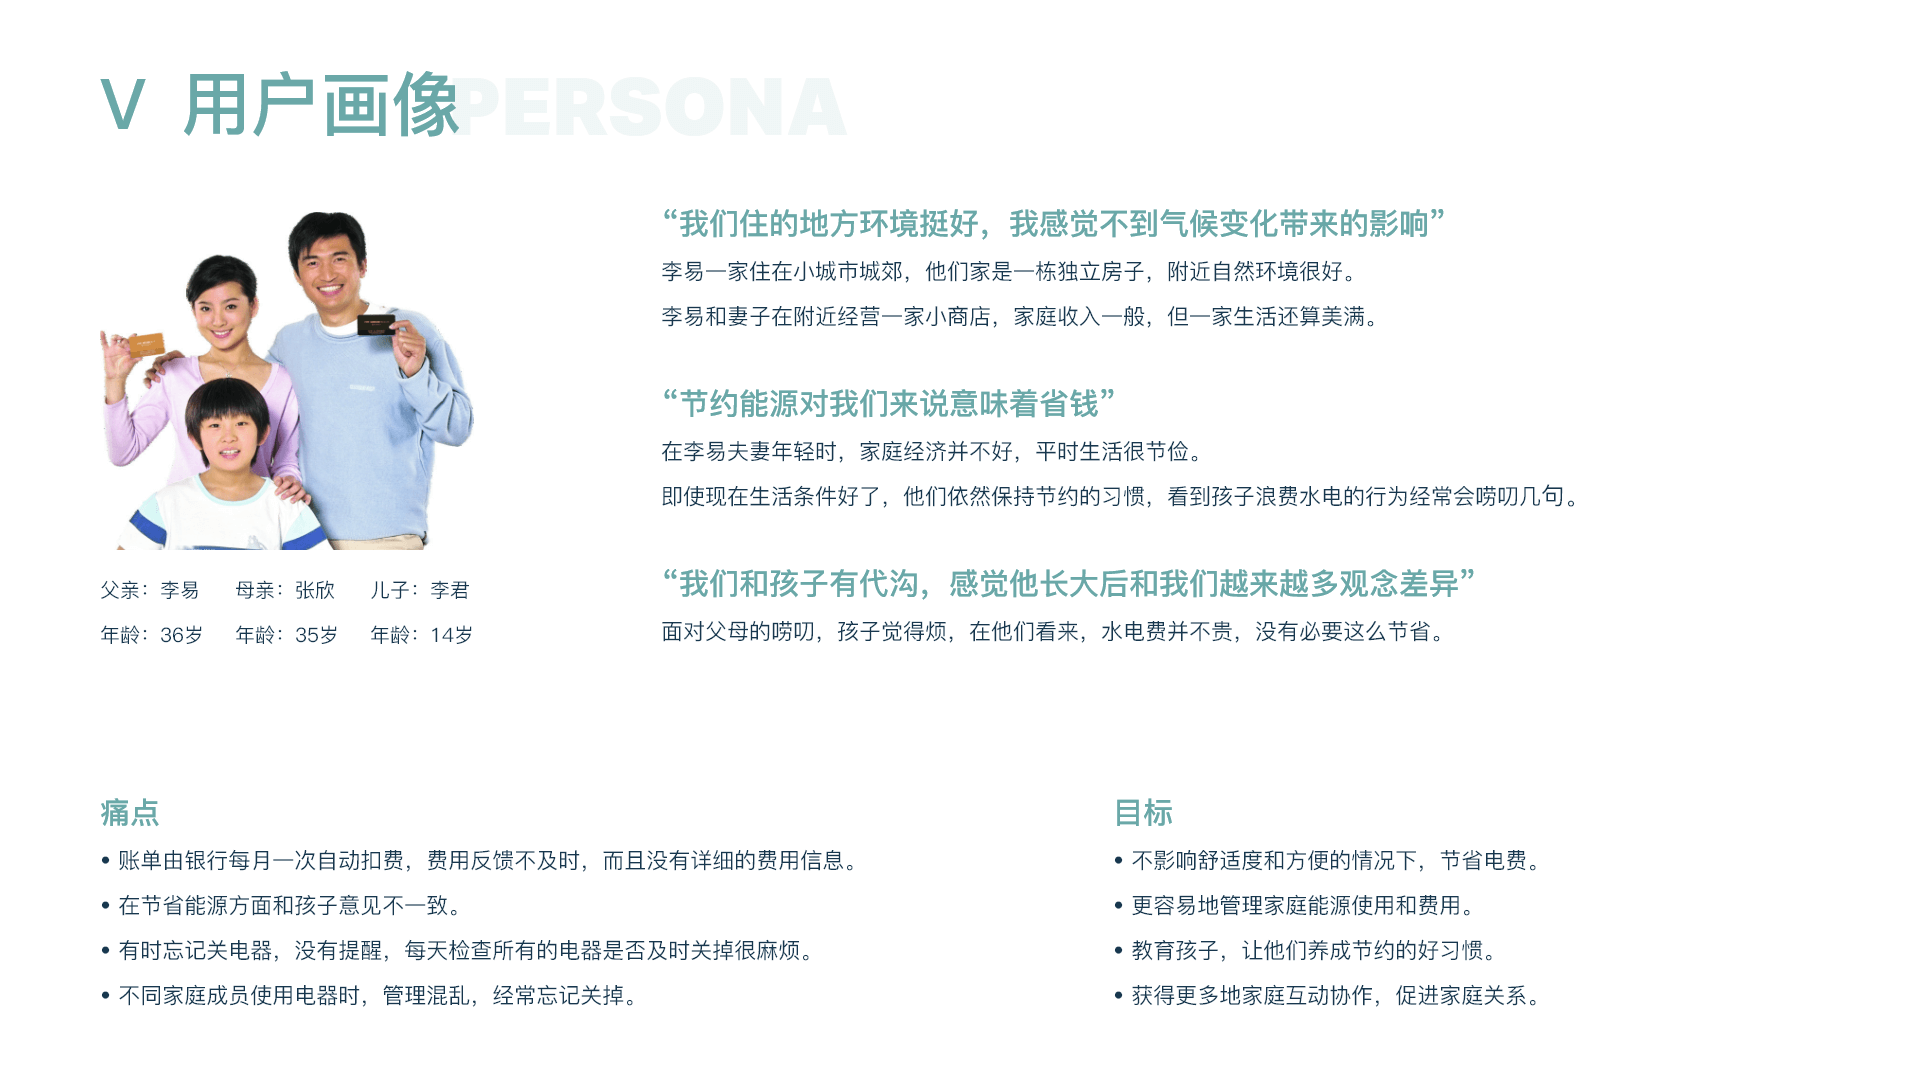 V 用户画像PERSONA
“我们住的地方环境挺好，我感觉不到气候变化带来的影响”
李易一家住在小城市城郊，他们家是一栋独立房子，附近自然环境很好。
李易和妻子在附近经营一家小商店，家庭收入一般，但一家生活还算美满。
“节约能源对我们来说意味着省钱”
在李易夫妻年轻时，家庭经济并不好，平时生活很节俭。
即使现在生活条件好了，他们依然保持节约的习惯，看到孩子浪费水电的行为经常会唠叨几句。
“我们和孩子有代沟，感觉他长大后和我们越来越多观念差异”
面对父母的唠叨，孩子觉得烦，在他们看来，水电费并不贵，没有必要这么节省。
父亲：李易 母亲：张欣 儿子：李君
年龄：36岁 年龄：35岁 年龄：14岁
痛点
• 账单由银行每月一次自动扣费，费用反馈不及时，而且没有详细的费用信息。
• 在节省能源方面和孩子意见不一致。
• 有时忘记关电器，没有提醒，每天检查所有的电器是否及时关掉很麻烦。
• 不同家庭成员使用电器时，管理混乱，经常忘记关掉。
目标
• 不影响舒适度和方便的情况下，节省电费。
• 更容易地管理家庭能源使用和费用。
• 教育孩子，让他们养成节约的好习惯。
• 获得更多地家庭互动协作，促进家庭关系。